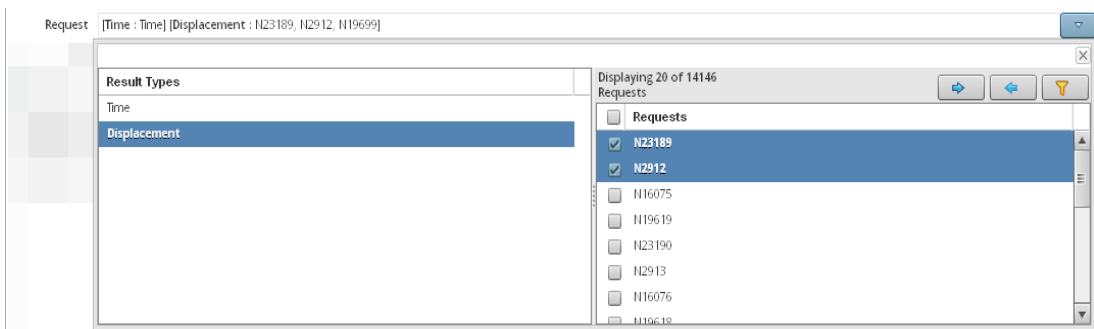 Request [Time : Time] [Displacement : N23189, N2912, N19699]
Result Types
Time
Displacement
Displaying 20 of 14146
Requests
Requests
N23189
N2912
N16075
N19619
N23190
N2913
N16076
N19618